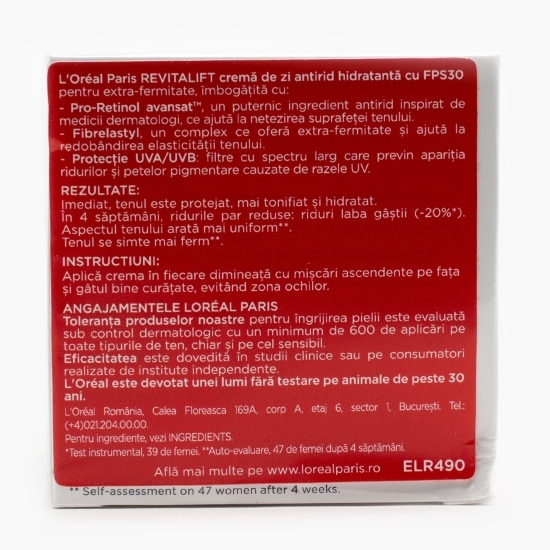 L'Oréal Paris REVITALIFT cremă de zi antirid hidratantă cu FPS30
pentru extra-fermitate, îmbogățită cu:
- Pro-Retinol avansat™, un puternic ingredient antirid inspirat de
medicii dermatologi, ce ajută la netezirea suprafeței tenului.
- Fibrelastyl, un complex ce oferă extra-fermitate și ajută la
redobândirea elasticității tenului.
- Protecție UVA/UVB: filtre cu spectru larg care previn apariția
ridurilor și petelor pigmentare cauzate de razele UV.
REZULTATE:
Imediat, tenul este protejat, mai tonifiat și hidratat.
În 4 săptămâni, ridurile par reduse: riduri laba gâștii (-20%*).
Aspectul tenului arată mai uniform**.
Tenul se simte mai ferm**.
INSTRUCTIUNI:
Aplică crema în fiecare dimineață cu mișcări ascendente pe fața
și gâtul bine curățate, evitând zona ochilor.
ANGAJAMENTELE LORÉAL PARIS
Toleranța produselor noastre pentru îngrijirea pielii este evaluată
sub control dermatologic cu un minimum de 600 de aplicări pe
toate tipurile de ten, chiar și pe cel sensibil.
Eficacitatea este dovedită în studii clinice sau pe consumatori
realizate de institute independente.
L'Oréal este devotat unei lumi fără testare pe animale de peste 30
ani.
L'Oréal România, Calea Floreasca 169A, corp A, etaj 6, sector 1, București. Tel.:
(+4)021.204.00.00.
Pentru ingrediente, vezi INGREDIENTS.
*Test instrumental, 39 de femei. **Auto-evaluare, 47 de femei după 4 săptămâni.
Află mai multe pe www.lorealparis.ro ELR490
** Self-assessment on 47 women after 4 weeks.